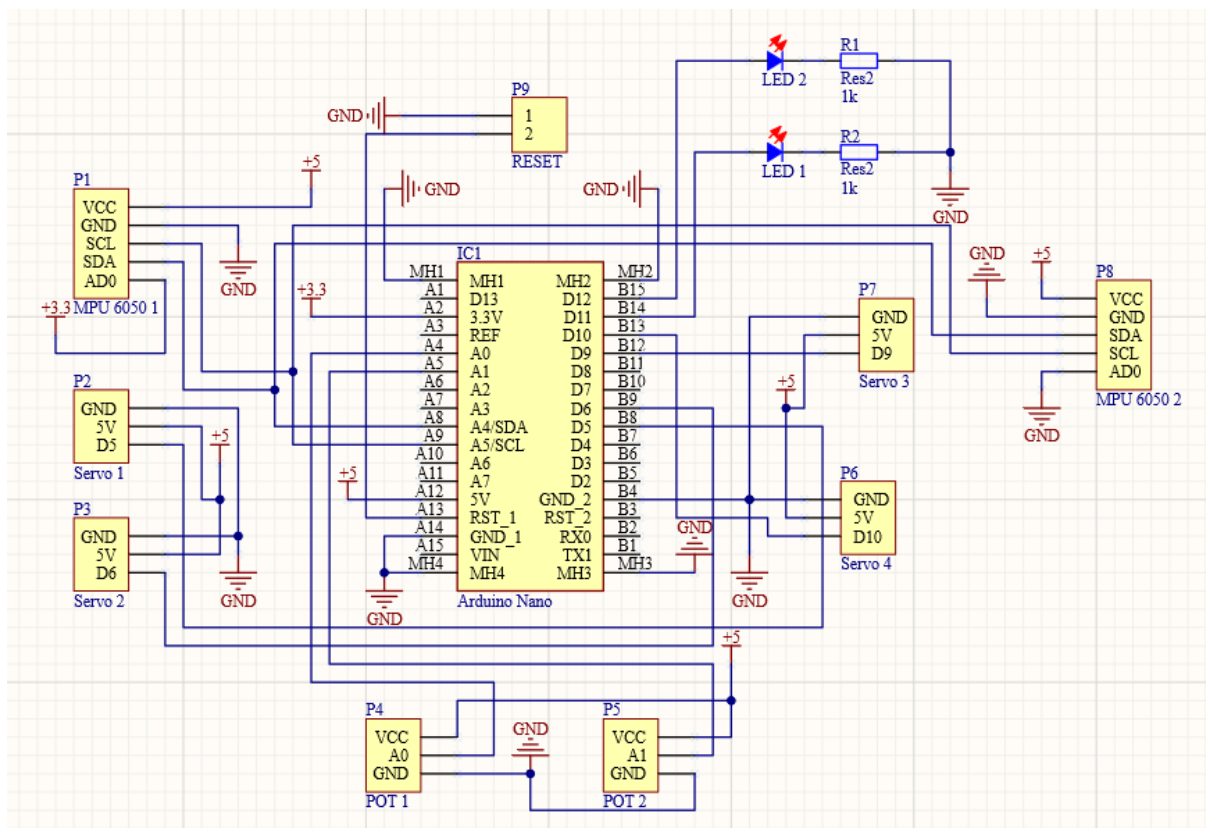 R1
LED 2
Res2
1k
P9
GND
1
2
RESET
R2
LED 1
Res2
1k
+5
P1
GND
GND
GND
VCC
GND
SCL
SDA
AD0
MPU 6050 1
GND
+3.3
IC1
MH1
A1
A2
A3
A4
A5
A6
A7
A8
A9
A10
A11
A12
A13
A14
A15
MH4
MH1
D13
3.3V
REF
A0
A1
A2
A3
A4/SDA
A5/SCL
A6
A7
5V
RST_1
GND_1
VIN
MH4
MH2
D12
D11
D10
D9
D8
D7
D6
D5
D4
D3
D2
GND_2
RST_2
RX0
TX1
MH3
MH2
B15
B14
B13
B12
B11
B10
B9
B8
B7
B6
B5
B4
B3
B2
B1
MH3
Arduino Nano
+3.3
+5
GND
GND
GND
GND
+5
P8
VCC
GND
SDA
SCL
AD0
MPU 6050 2
GND
P7
GND
5V
D9
Servo 3
+5
P6
GND
5V
D10
Servo 4
P2
GND
5V
D5
Servo 1
+5
P3
GND
5V
D6
Servo 2
GND
+5
P4
VCC
A0
GND
POT 1
GND
P5
VCC
A1
GND
POT 2